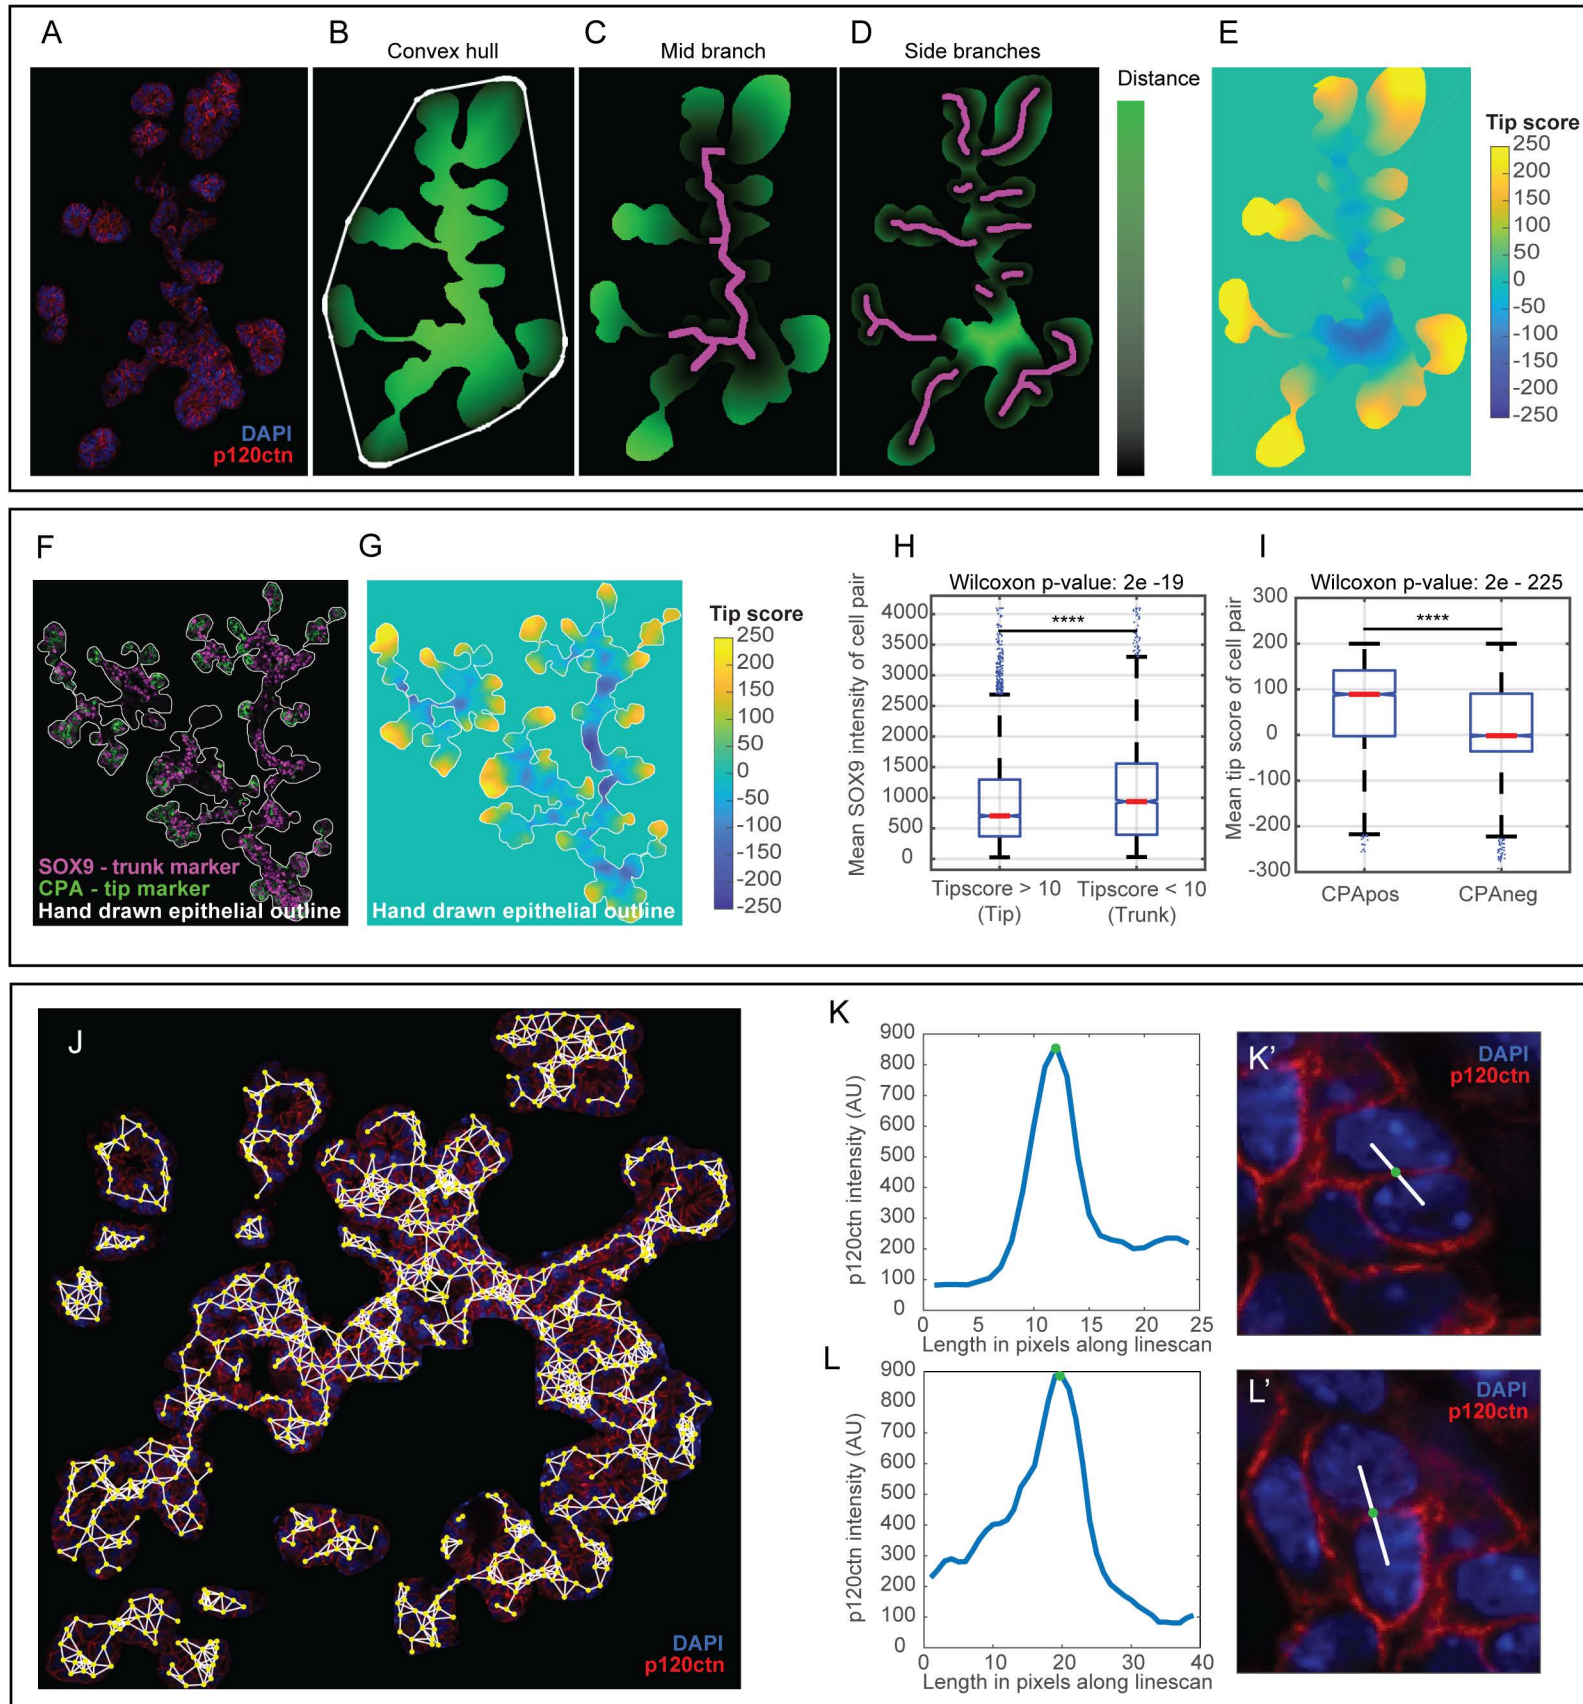 A
B
C
D
E
Convex hull
Mid branch
Side branches
Distance
Tip score
250
200
150
100
50
0
-50
-100
-150
-200
-250
DAPI
p120ctn
F
G
H
I
SOX9 - trunk marker
CPA - tip marker
Hand drawn epithelial outline
Hand drawn epithelial outline
Tip score
250
200
150
100
50
0
-50
-100
-150
-200
-250
Wilcoxon p-value: 2e -19
****
Mean SOX9 intensity of cell pair
4000
3500
3000
2500
2000
1500
1000
500
0
Tipscore > 10
(Tip)
Tipscore < 10
(Trunk)
Wilcoxon p-value: 2e - 225
****
Mean tip score of cell pair
300
200
100
0
-100
-200
-300
CPApos
CPAneg
J
DAPI
p120ctn
K
p120ctn intensity (AU)
900
800
700
600
500
400
300
200
100
0
0 5 10 15 20 25
Length in pixels along linescan
K'
DAPI
p120ctn
L
p120ctn intensity (AU)
900
800
700
600
500
400
900
200
100
0
0 10 20 30 40
Length in pixels along linescan
L'
DAPI
p120ctn